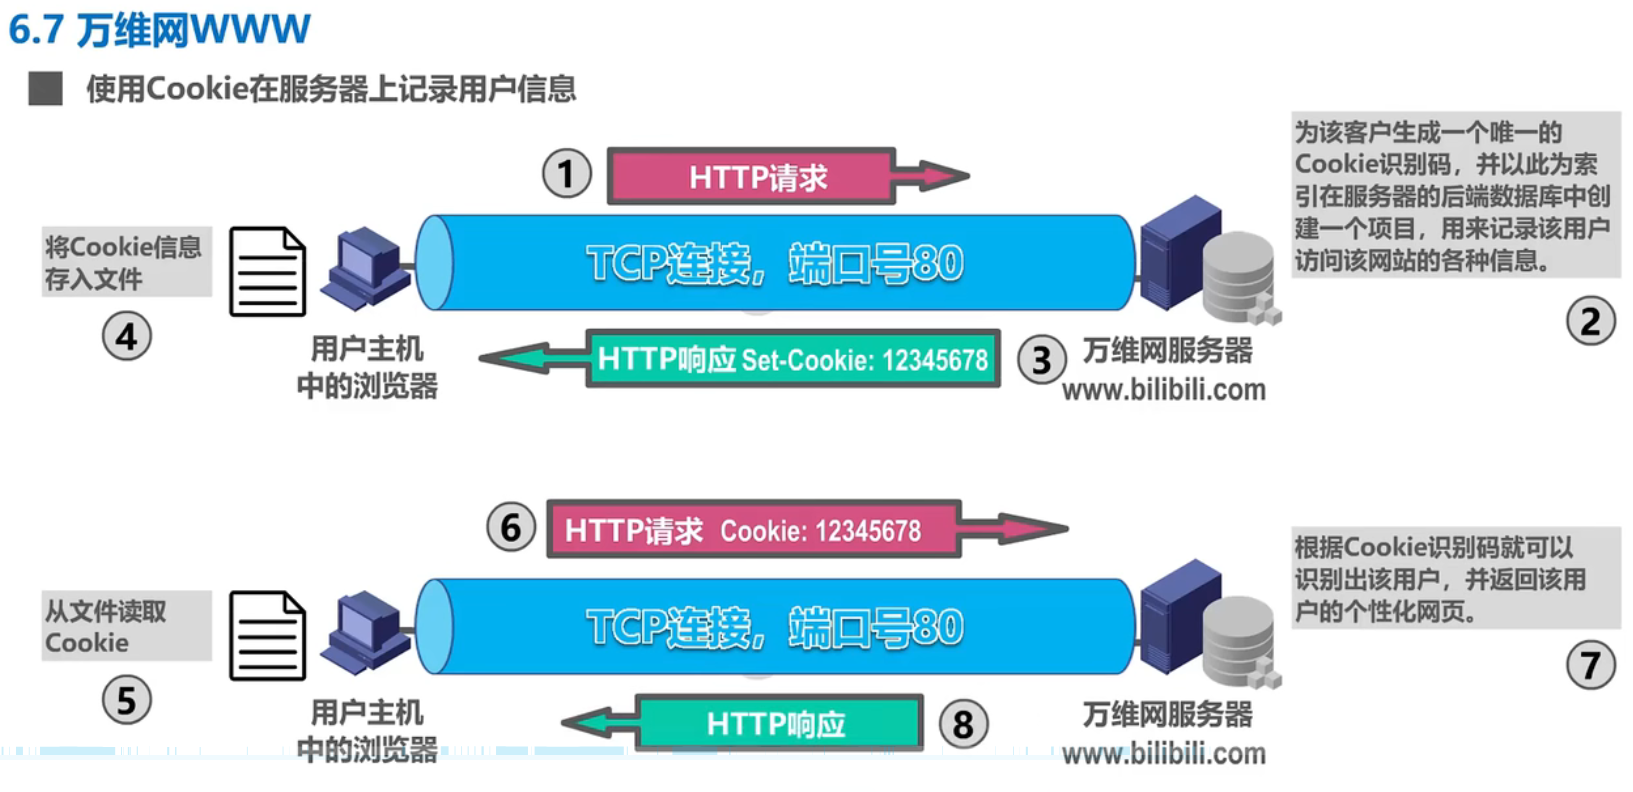 6.7 万维网WWW
使用Cookie在服务器上记录用户信息
1
HTTP请求
为该客户生成一个唯一的
Cookie识别码，并以此为索
引在服务器的后端数据库中创
建一个项目，用来记录该用户
访问该网站的各种信息。
2
将Cookie信息
存入文件
4
TCP连接，端口号80
用户主机
中的浏览器
HTTP响应 Set-Cookie: 12345678
3
万维网服务器
www.bilibili.com
6
HTTP请求 Cookie: 12345678
根据Cookie识别码就可以
识别出该用户，并返回该用
户的个性化网页。
7
从文件读取
Cookie
5
TCP连接，端口号80
用户主机
中的浏览器
HTTP响应
8
万维网服务器
www.bilibili.com